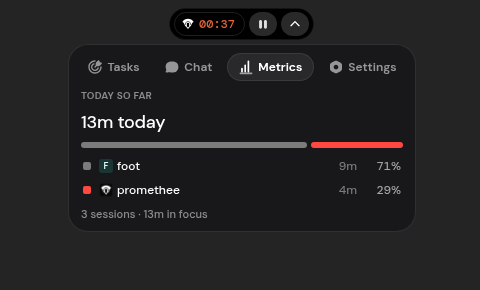 00:37
Tasks Chat Metrics Settings
TODAY SO FAR
13m today
F foot 9m 71%
promethee 4m 29%
3 sessions · 13m in focus